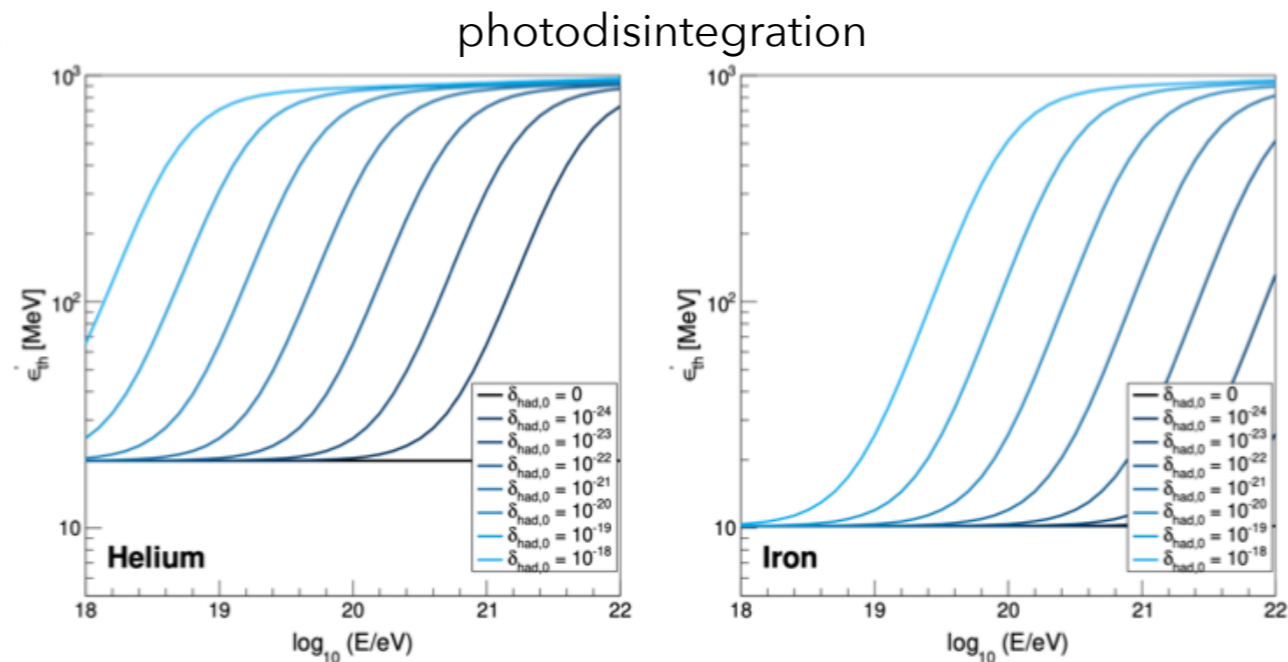 photodisintegration
10³
10²
10
ϵ'ₜₕ [MeV]
δhad,0 = 0
δhad,0 = 10⁻²⁴
δhad,0 = 10⁻²³
δhad,0 = 10⁻²²
δhad,0 = 10⁻²¹
δhad,0 = 10⁻²⁰
δhad,0 = 10⁻¹⁹
δhad,0 = 10⁻¹⁸
Helium
18 19 20 21 22
log₁₀ (E/eV)
10³
10²
10
ϵ'ₜₕ [MeV]
δhad,0 = 0
δhad,0 = 10⁻²⁴
δhad,0 = 10⁻²³
δhad,0 = 10⁻²²
δhad,0 = 10⁻²¹
δhad,0 = 10⁻²⁰
δhad,0 = 10⁻¹⁹
δhad,0 = 10⁻¹⁸
Iron
18 19 20 21 22
log₁₀ (E/eV)